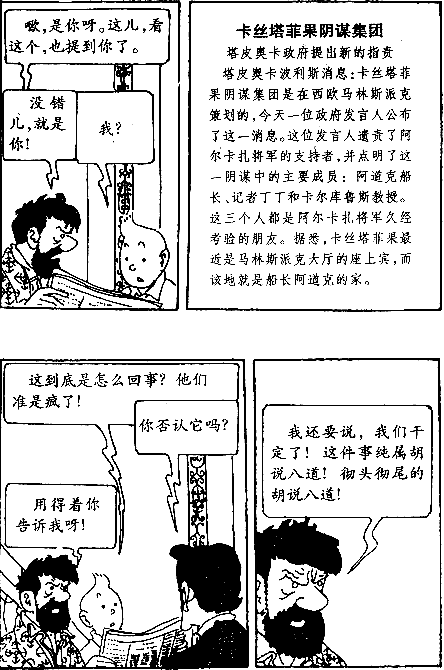 噉,是你呀。这儿,看
这个,也提到你了。
没错
儿,就是
你!
我?
卡丝塔菲果阴谋集团
塔皮奥卡政府提出新的指责
塔皮奥卡波利斯消息:卡丝塔菲
果阴谋集团是在西欧马林斯派克
策划的,今天一位政府发言人公布
了这一消息。这位发言人谴责了阿
尔卡扎将军的支持者,并点明了这
一阴谋中的主要成员:阿道克船
长、记者丁丁和卡尔库鲁斯教授。
这三个人都是阿尔卡扎将军久经
考验的朋友。据悉,卡丝塔菲果最
近是马林斯派克大厅的座上宾,而
该地就是船长阿道克的家。
这到底是怎么回事?他们
准是疯了!
你否认它吗?
用得着你
告诉我呀!
我还要说,我们干
定了!这件事纯属胡
说八道!彻头彻尾的
胡说八道!